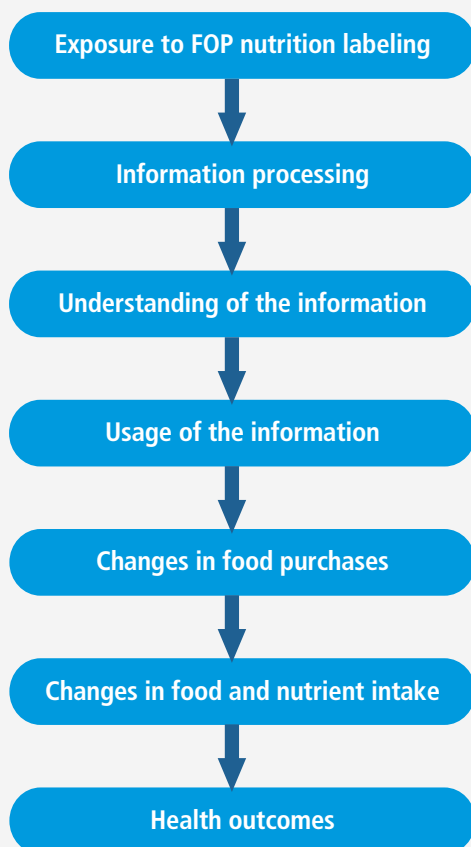 Exposure to FOP nutrition labeling
Information processing
Understanding of the information
Usage of the information
Changes in food purchases
Changes in food and nutrient intake
Health outcomes